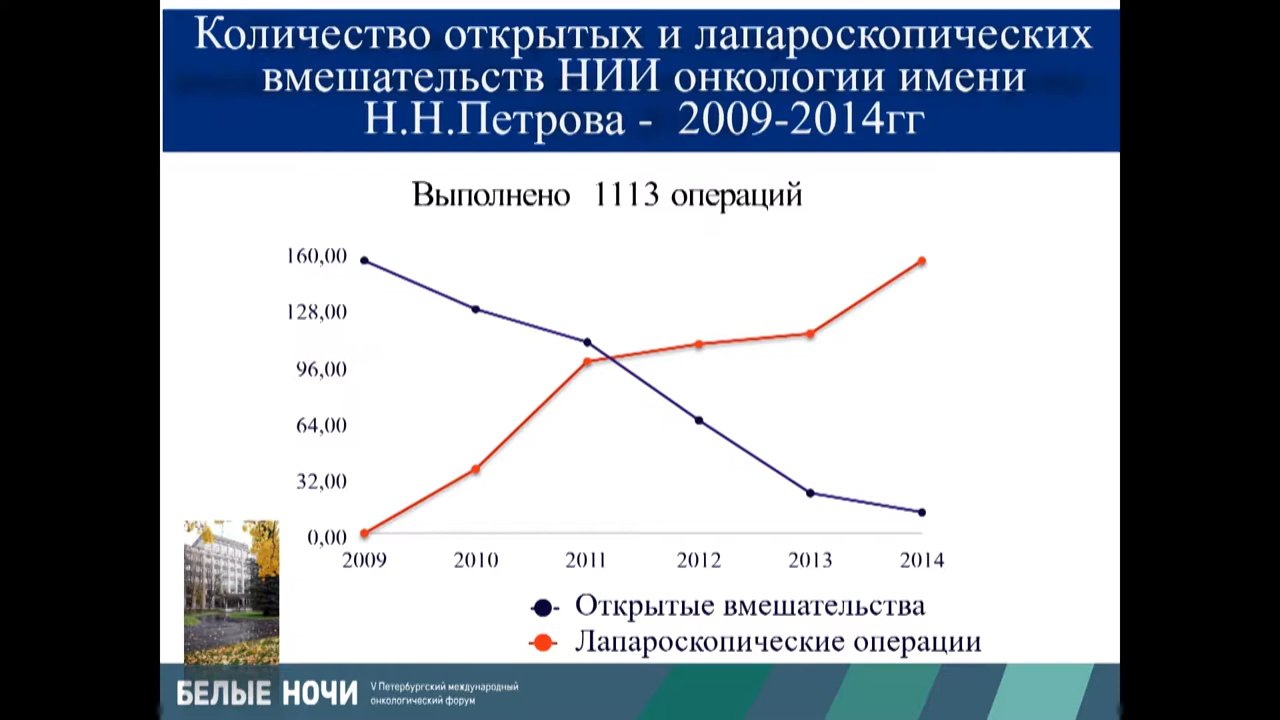 Количество открытых и лапароскопических
вмешательств НИИ онкологии имени
Н.Н.Петрова - 2009-2014гг
Выполнено 1113 операций
160,00
128,00
96,00
64,00
32,00
0,00
2009 2010 2011 2012 2013 2014
Открытые вмешательства
Лапароскопические операции
БЕЛЫЕ НОЧИ
V Петербургский международный
онкологический форум